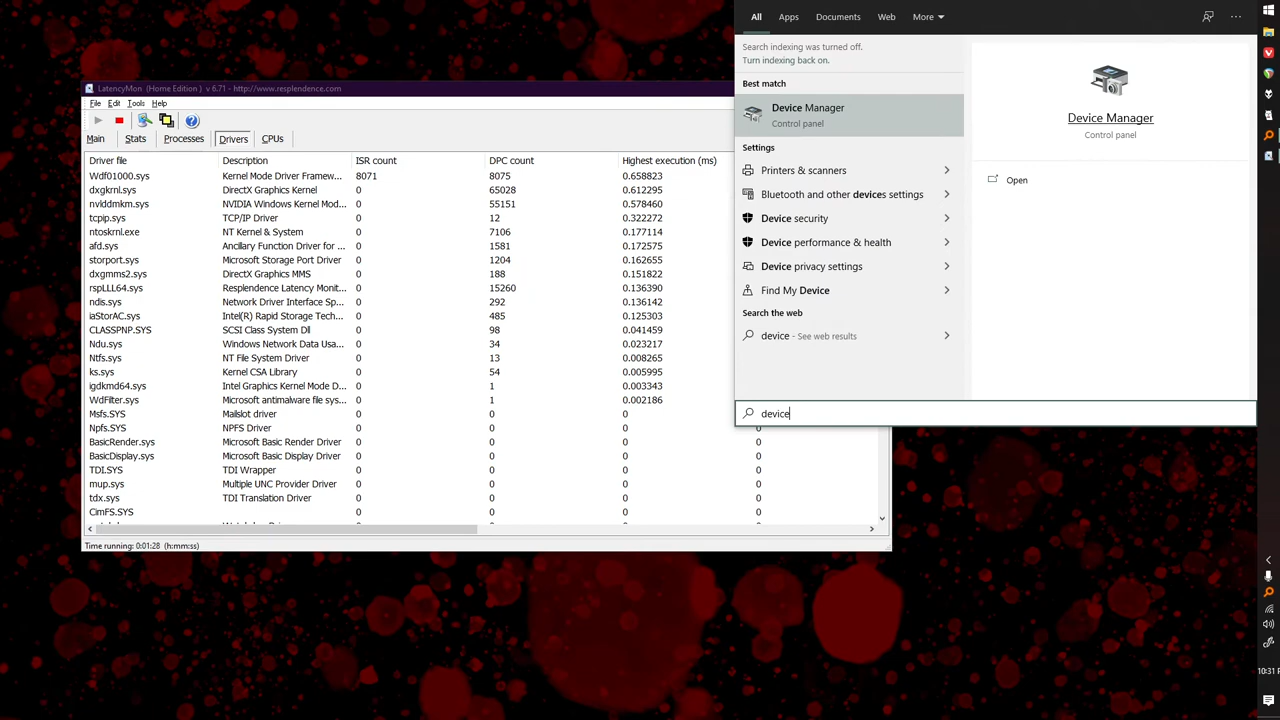 LatencyMon (Home Edition ) v 6.71 - http://www.resplendence.com
File Edit Tools Help
Main Stats Processes Drivers CPUs
Driver file Description ISR count DPC count Highest execution (ms)
Wdf01000.sys Kernel Mode Driver Framew... 8071 8075 0.658823
dxgkrnl.sys DirectX Graphics Kernel 0 65028 0.612295
nvlddmkm.sys NVIDIA Windows Kernel Mod... 0 55151 0.578460
tcpip.sys TCP/IP Driver 0 12 0.322272
ntoskrnl.exe NT Kernel & System 0 7106 0.177114
afd.sys Ancillary Function Driver for ... 0 1581 0.172575
storport.sys Microsoft Storage Port Driver 0 1204 0.162655
dxgmms2.sys DirectX Graphics MMS 0 188 0.151822
rspLLL64.sys Resplendence Latency Monit... 0 15260 0.136390
ndis.sys Network Driver Interface Sp... 0 292 0.136142
iaStorAC.sys Intel(R) Rapid Storage Tech... 0 485 0.125303
CLASSPNP.SYS SCSI Class System Dll 0 98 0.041459
Ndu.sys Windows Network Data Usa... 0 34 0.023217
Ntfs.sys NT File System Driver 0 13 0.008265
ks.sys Kernel CSA Library 0 54 0.005995
igdkmd64.sys Intel Graphics Kernel Mode D... 0 1 0.003343
WdFilter.sys Microsoft antimalware file sys... 0 1 0.002186
Msfs.SYS Mailslot driver 0 0 0
Npfs.SYS NPFS Driver 0 0 0 0
BasicRender.sys Microsoft Basic Render Driver 0 0 0 0
BasicDisplay.sys Microsoft Basic Display Driver 0 0 0 0
TDI.SYS TDI Wrapper 0 0 0 0
mup.sys Multiple UNC Provider Driver 0 0 0 0
tdx.sys TDI Translation Driver 0 0 0 0
CimFS.SYS 0 0 0 0
Time running: 0:01:28 (h:mm:ss)
All Apps Documents Web More
Search indexing was turned off.
Turn indexing back on.
Best match
Device Manager
Control panel
Settings
Printers & scanners
Bluetooth and other devices settings
Device security
Device performance & health
Device privacy settings
Find My Device
Search the web
device - See web results
device
Device Manager
Control panel
Open
10:31 P